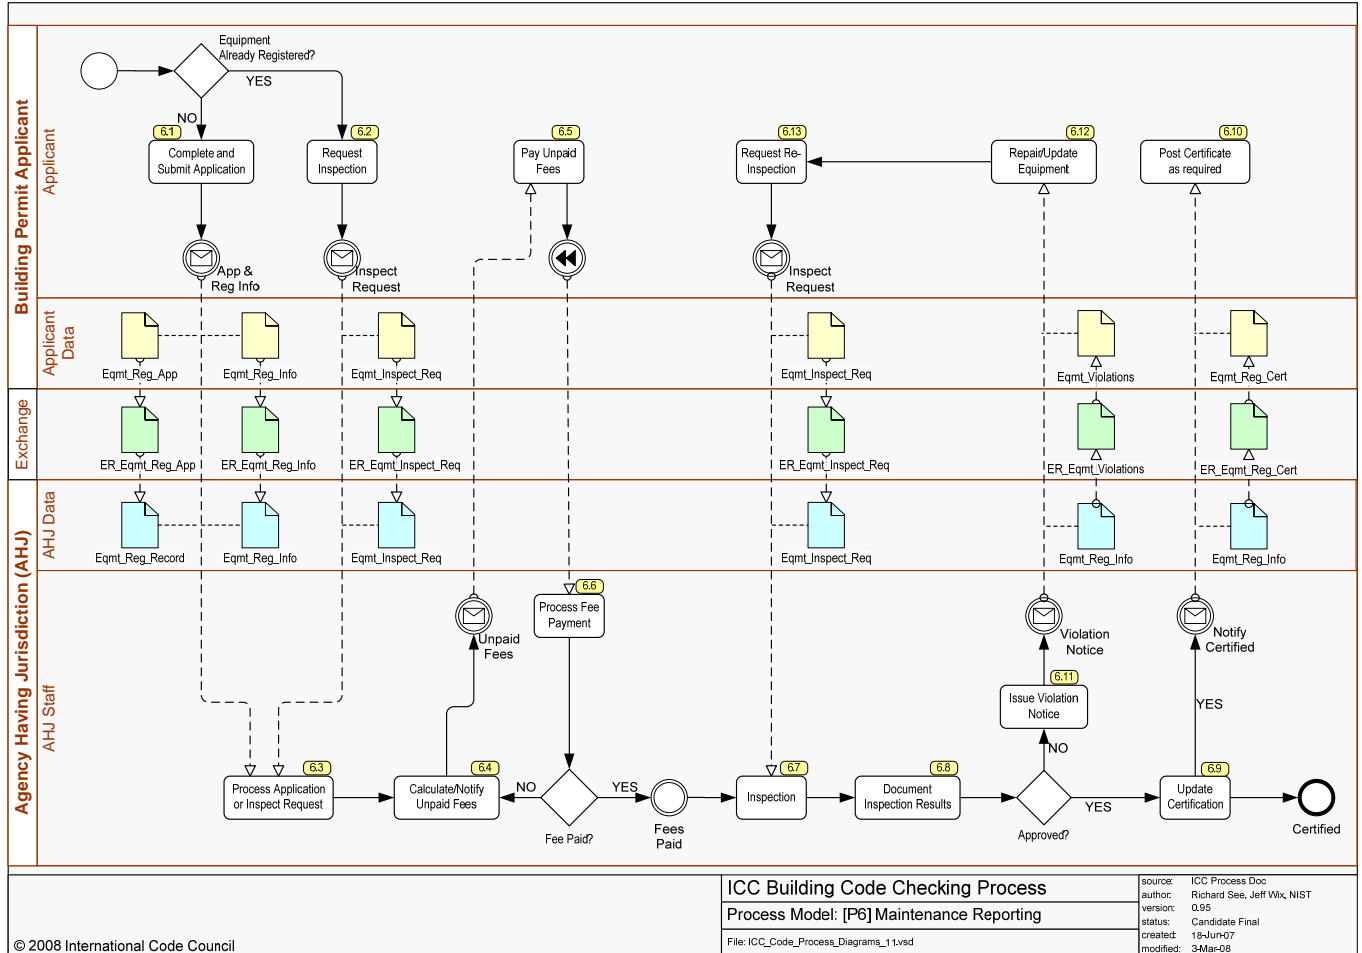 Building Permit Applicant
Applicant
Equipment
Already Registered?
YES
NO
6.1
Complete and
Submit Application
6.2
Request
Inspection
6.5
Pay Unpaid
Fees
6.13
Request Re-
Inspection
6.12
Repair/Update
Equipment
6.10
Post Certificate
as required
App &
Reg Info
Inspect
Request
Inspect
Request
Applicant
Data
Eqmt_Reg_App
Eqmt_Reg_Info
Eqmt_Inspect_Req
Eqmt_Inspect_Req
Eqmt_Violations
Eqmt_Reg_Cert
Exchange
ER_Eqmt_Reg_App
ER_Eqmt_Reg_Info
ER_Eqmt_Inspect_Req
ER_Eqmt_Inspect_Req
ER_Eqmt_Violations
ER_Eqmt_Reg_Cert
Agency Having Jurisdiction (AHJ)
AHJ Data
Eqmt_Reg_Record
Eqmt_Reg_Info
Eqmt_Inspect_Req
Eqmt_Inspect_Req
Eqmt_Reg_Info
Eqmt_Reg_Info
AHJ Staff
Unpaid
Fees
6.6
Process Fee
Payment
Violation
Notice
Notify
Certified
6.11
Issue Violation
Notice
NO
YES
6.3
Process Application
or Inspect Request
6.4
Calculate/Notify
Unpaid Fees
NO
Fee Paid?
YES
Fees
Paid
6.7
Inspection
6.8
Document
Inspection Results
Approved?
YES
6.9
Update
Certification
Certified
© 2008 International Code Council
ICC Building Code Checking Process
Process Model: [P6] Maintenance Reporting
File: ICC_Code_Process_Diagrams_11.vsd
source: ICC Process Doc
author: Richard See, Jeff Wix, NIST
version: 0.95
status: Candidate Final
created: 18-Jun-07
modified: 3-Mar-08